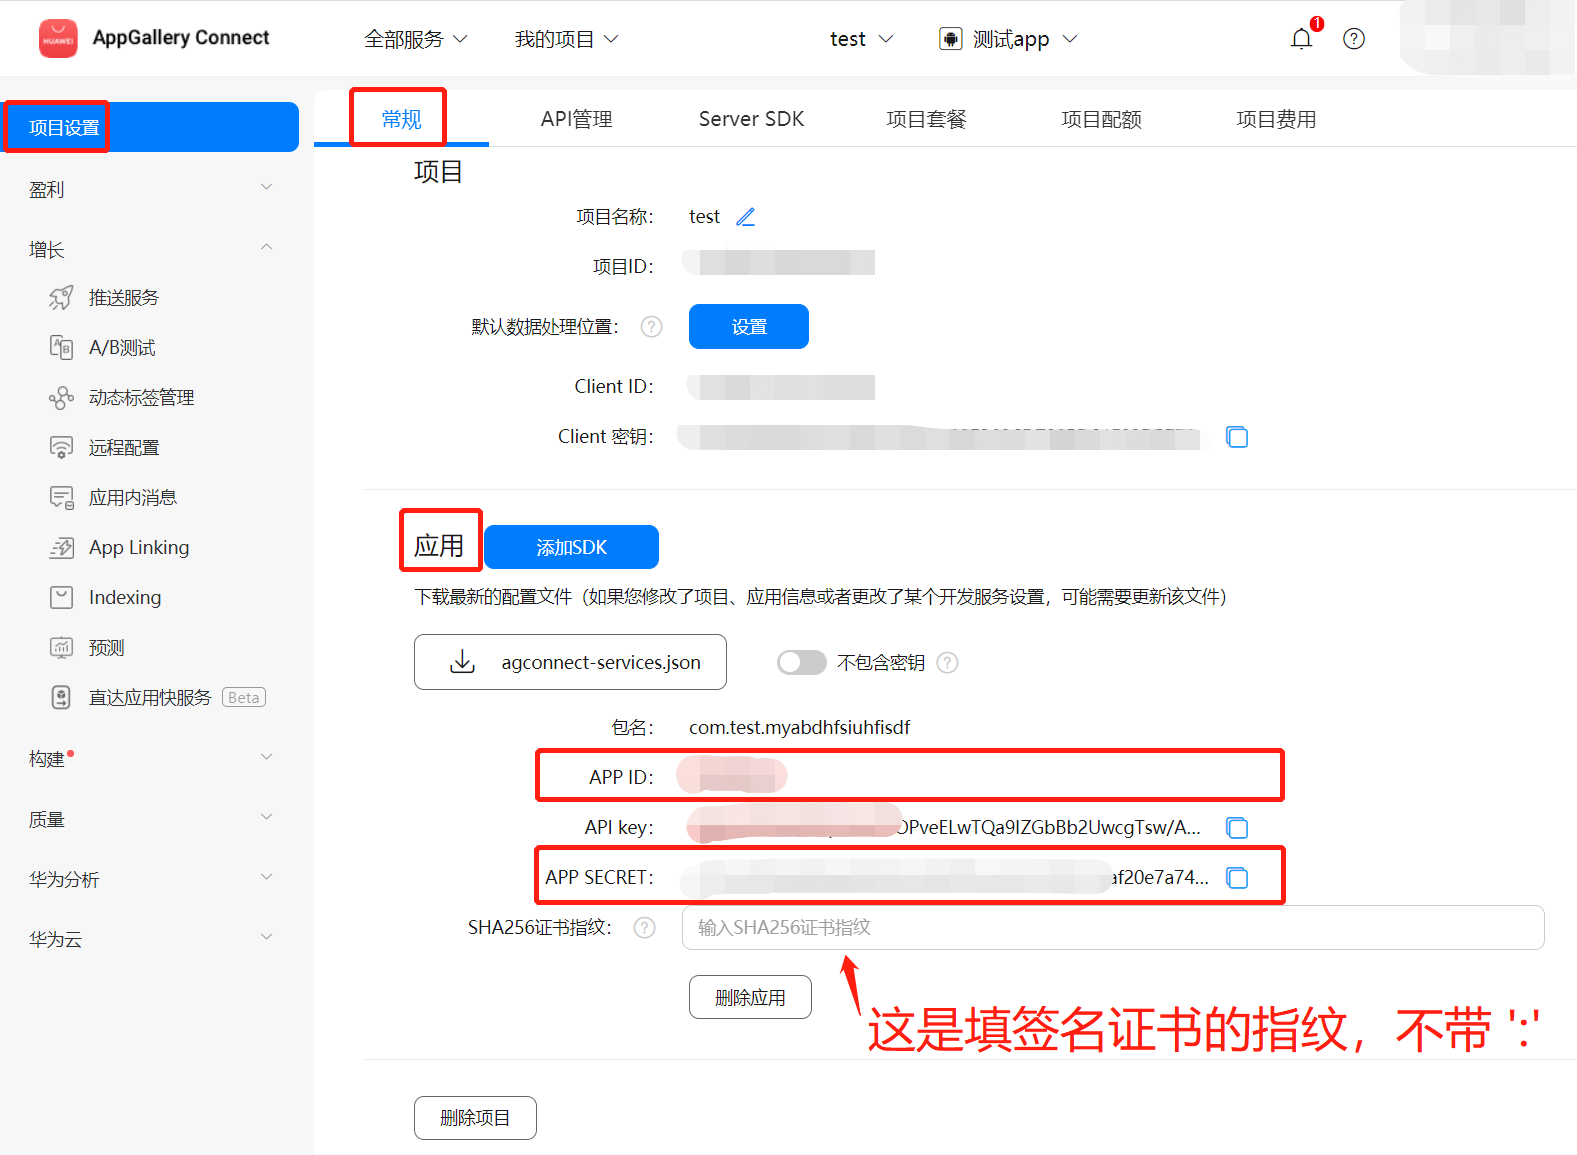 HUAWEI
AppGallery Connect
全部服务
我的项目
test
测试app
1
项目设置
盈利
增长
推送服务
A/B测试
动态标签管理
远程配置
应用内消息
App Linking
Indexing
预测
直达应用快服务 Beta
构建
质量
华为分析
华为云
常规
API管理
Server SDK
项目套餐
项目配额
项目费用
项目
项目名称： test
项目ID：
默认数据处理位置： 设置
Client ID：
Client 密钥：
应用
添加SDK
下载最新的配置文件（如果您修改了项目、应用信息或者更改了某个开发服务设置，可能需要更新该文件）
agconnect-services.json
不包含密钥
包名： com.test.myabdhfsiuhfisdf
APP ID：
API key： PveELwTQa9IZGbBb2UwcgTsw/A...
APP SECRET： af20e7a74...
SHA256证书指纹： 输入SHA256证书指纹
删除应用
这是填签名证书的指纹，不带 ':'
删除项目